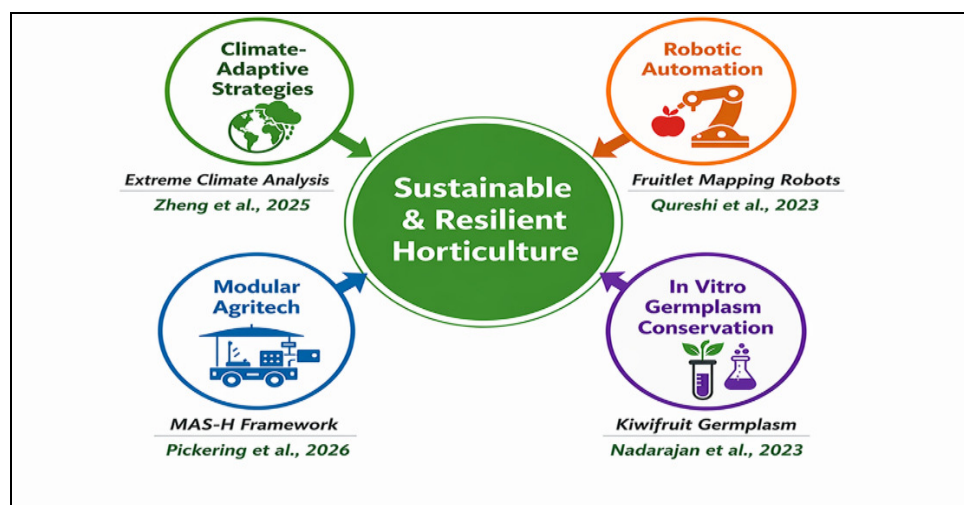 Climate-
Adaptive
Strategies
Extreme Climate Analysis
Zheng et al., 2025
Robotic
Automation
Fruitlet Mapping Robots
Qureshi et al., 2023
Sustainable
& Resilient
Horticulture
Modular
Agritech
MAS-H Framework
Pickering et al., 2026
In Vitro
Germplasm
Conservation
Kiwifruit Germplasm
Nadarajan et al., 2023